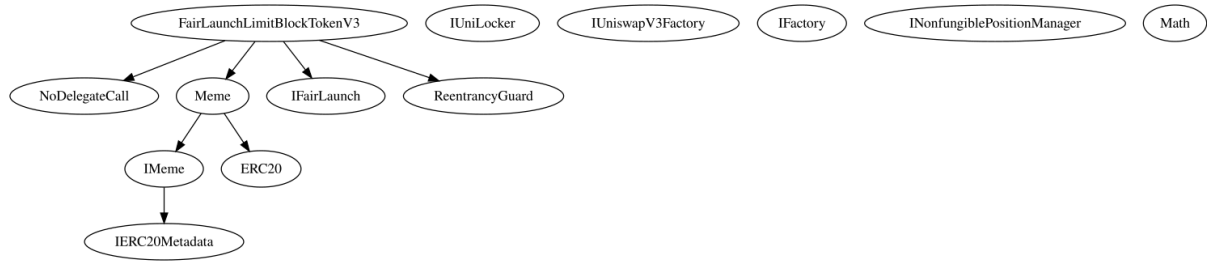 FairLaunchLimitBlockTokenV3
IUniLocker
IUniswapV3Factory
IFactory
INonfungiblePositionManager
Math
NoDelegateCall
Meme
IFairLaunch
ReentrancyGuard
IMeme
ERC20
IERC20Metadata